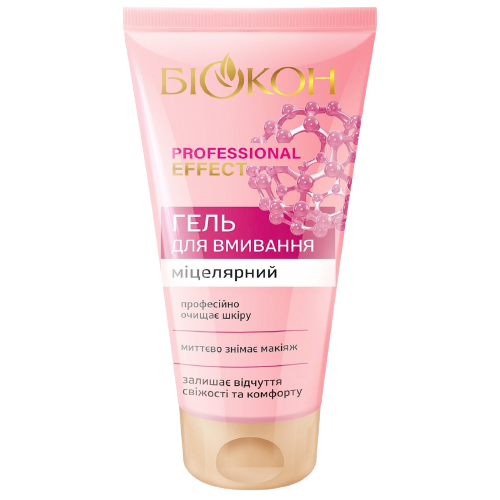 БІОКОН
PROFESSIONAL
EFFECT
ГЕЛЬ
ДЛЯ ВМИВАННЯ
міцелярний
професійно
очищає шкіру
миттєво знімає макіяж
залишає відчуття
свіжості та комфорту